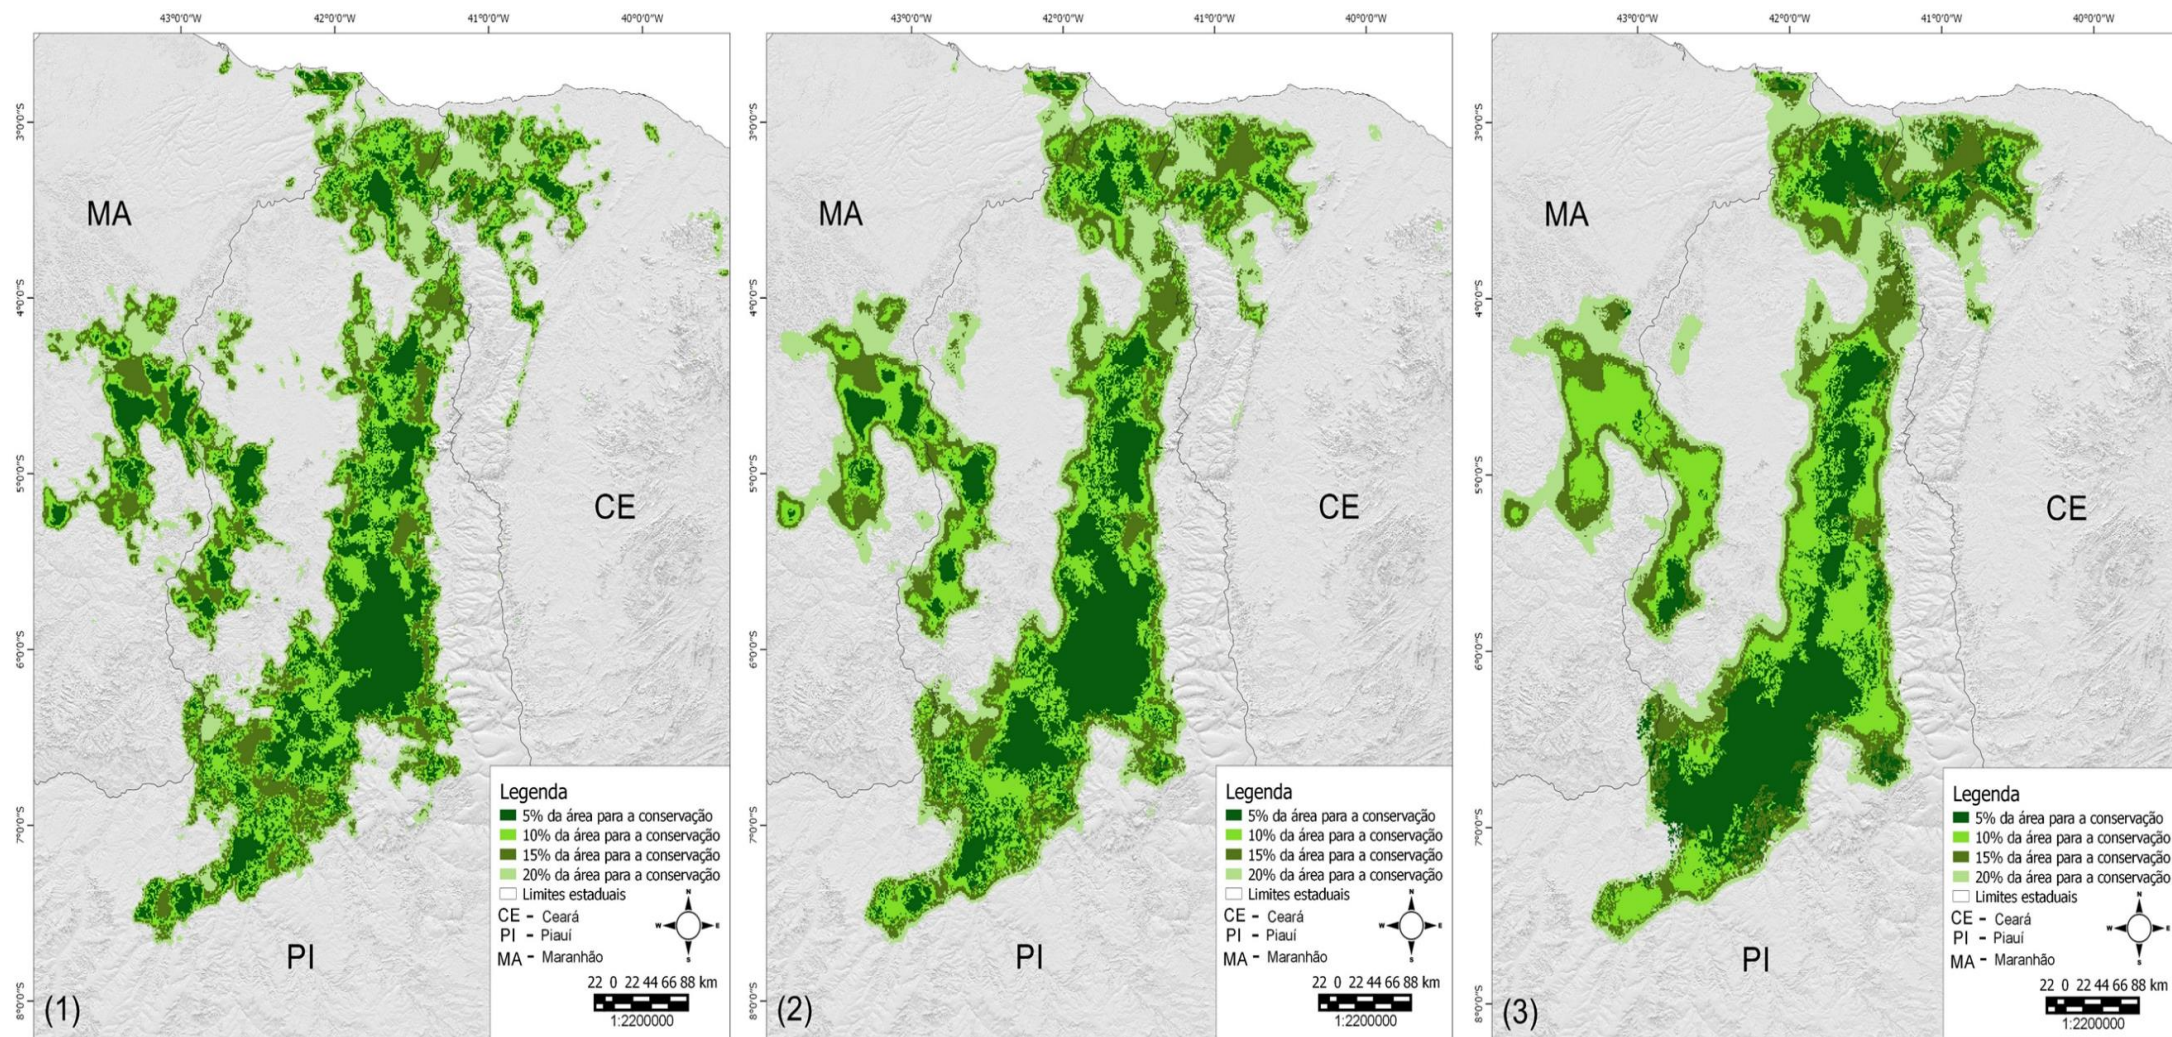 43°0'0"W 42°0'0"W 41°0'0"W 40°0'0"W
3°0'0"S
MA
4°0'0"S
5°0'0"S
CE
6°0'0"S
7°0'0"S
Legenda
5% da área para a conservação
10% da área para a conservação
15% da área para a conservação
20% da área para a conservação
Limites estaduais
CE - Ceará
PI - Piauí
MA - Maranhão
N
W E
S
PI
22 0 22 44 66 88 km
1:2200000
8°0'0"S
(1)
43°0'0"W 42°0'0"W 41°0'0"W 40°0'0"W
3°0'0"S
MA
4°0'0"S
5°0'0"S
CE
6°0'0"S
7°0'0"S
Legenda
5% da área para a conservação
10% da área para a conservação
15% da área para a conservação
20% da área para a conservação
Limites estaduais
CE - Ceará
PI - Piauí
MA - Maranhão
N
W E
S
PI
22 0 22 44 66 88 km
1:2200000
8°0'0"S
(2)
43°0'0"W 42°0'0"W 41°0'0"W 40°0'0"W
3°0'0"S
MA
4°0'0"S
5°0'0"S
CE
6°0'0"S
7°0'0"S
Legenda
5% da área para a conservação
10% da área para a conservação
15% da área para a conservação
20% da área para a conservação
Limites estaduais
CE - Ceará
PI - Piauí
MA - Maranhão
N
W E
S
PI
22 0 22 44 66 88 km
1:2200000
8°0'0"S
(3)